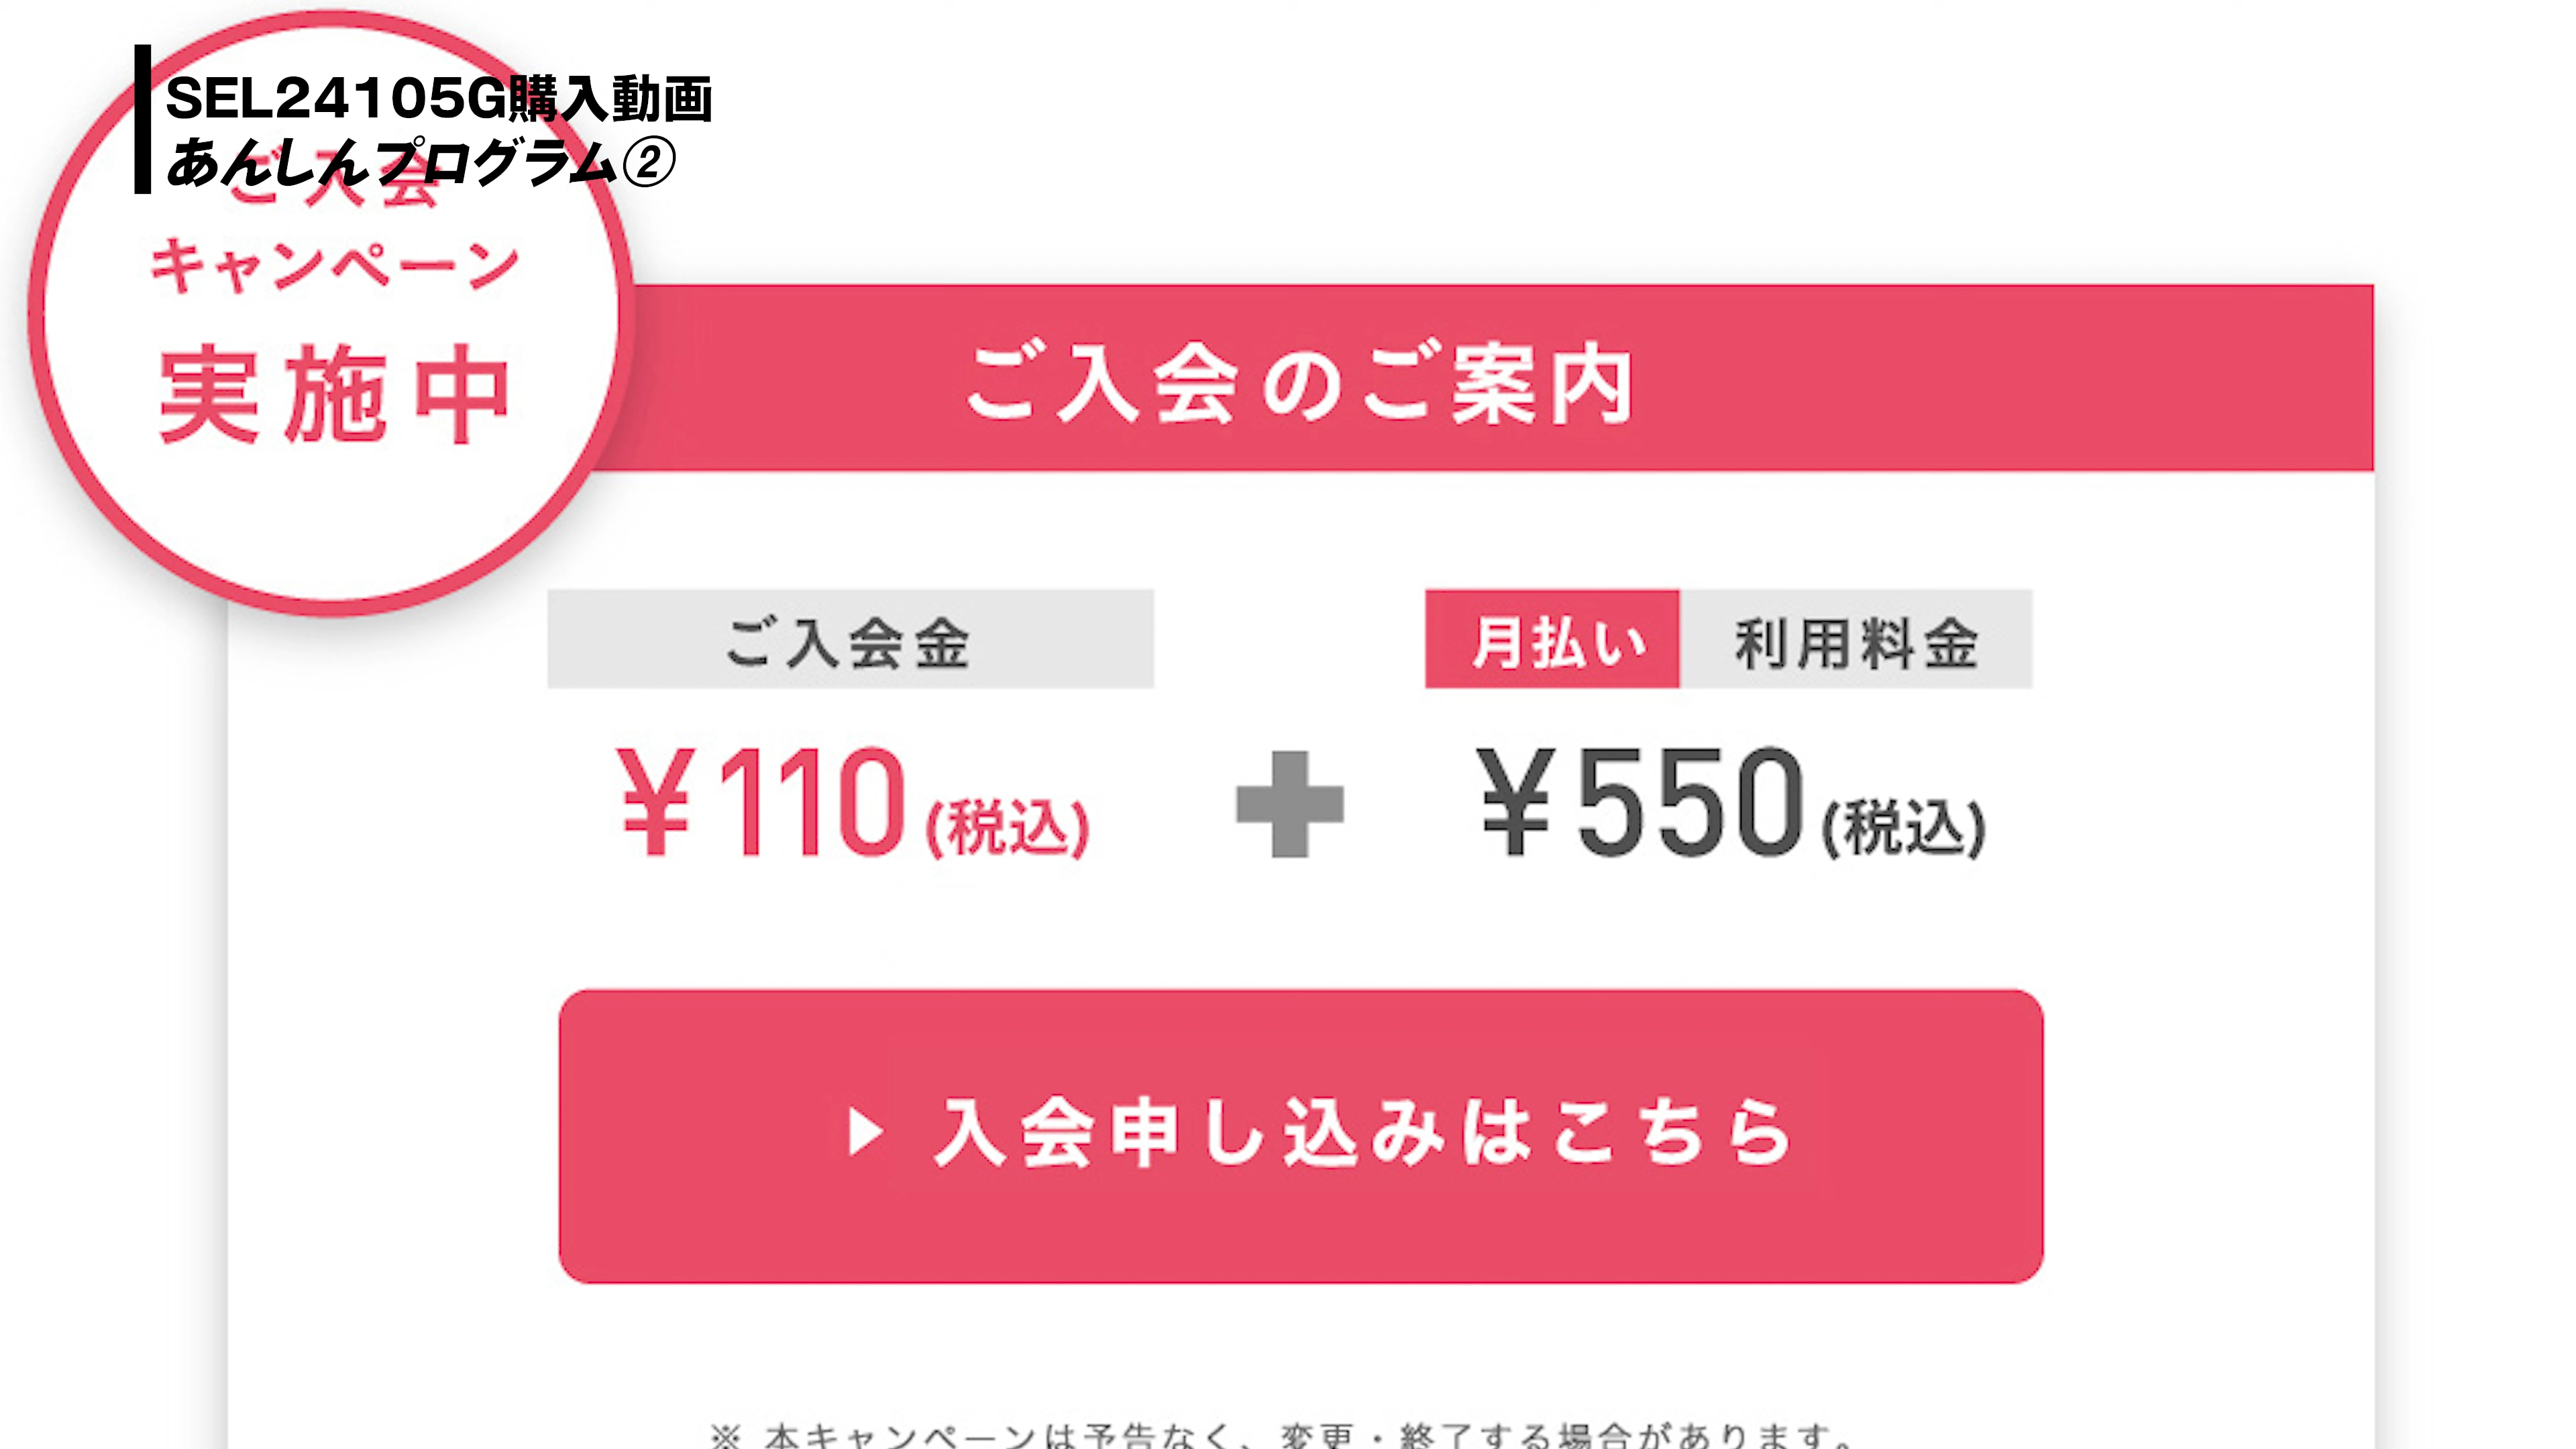 SEL24105G購入動画
あんしんプログラム②
ご入会
キャンペーン
実施中
ご入会のご案内
ご入会金
月払い 利用料金
¥110(税込) + ¥550(税込)
入会申し込みはこちら
※ 本キャンペーンは予告なく、変更・終了する場合があります。